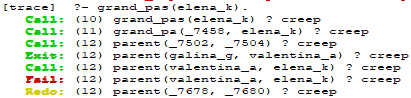 [trace]  ?- grand_pas(elena_k).
Call: (10) grand_pas(elena_k) ? creep
Call: (11) grand_pa(_7458, elena_k) ? creep
Call: (12) parent(_7502, _7504) ? creep
Exit: (12) parent(galina_g, valentina_a) ? creep
Call: (12) parent(valentina_a, elena_k) ? creep
Fail: (12) parent(valentina_a, elena_k) ? creep
Redo: (12) parent(_7678, _7680) ? creep